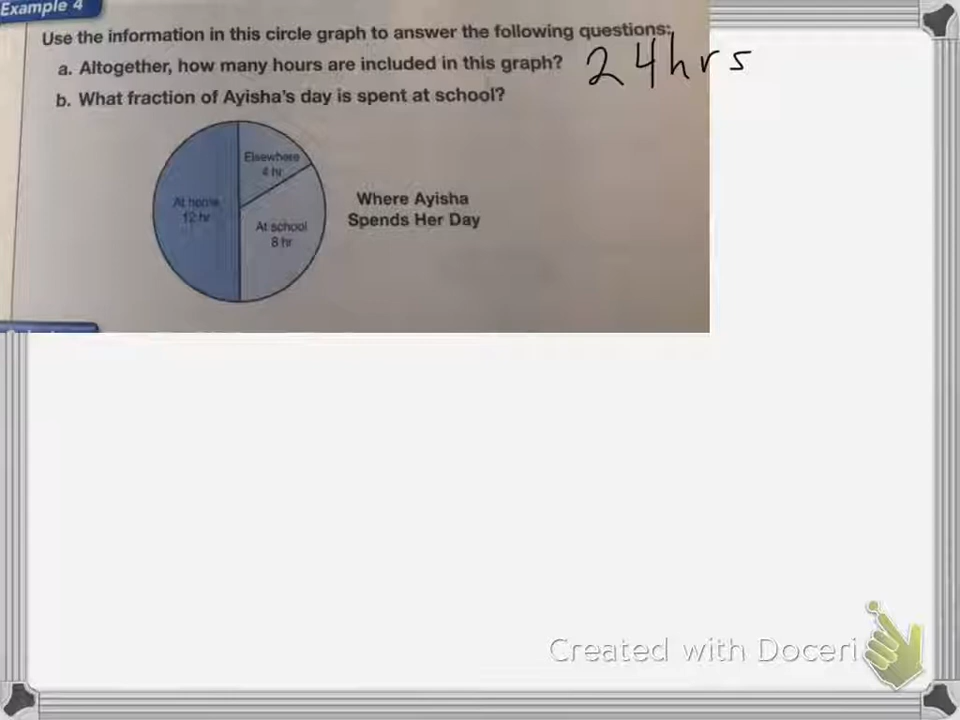 Example 4
Use the information in this circle graph to answer the following questions:
a. Altogether, how many hours are included in this graph? 24hrs
b. What fraction of Ayisha's day is spent at school?
Elsewhere
4 hr
At home
12 hr
At school
8 hr
Where Ayisha
Spends Her Day
Created with Doceri